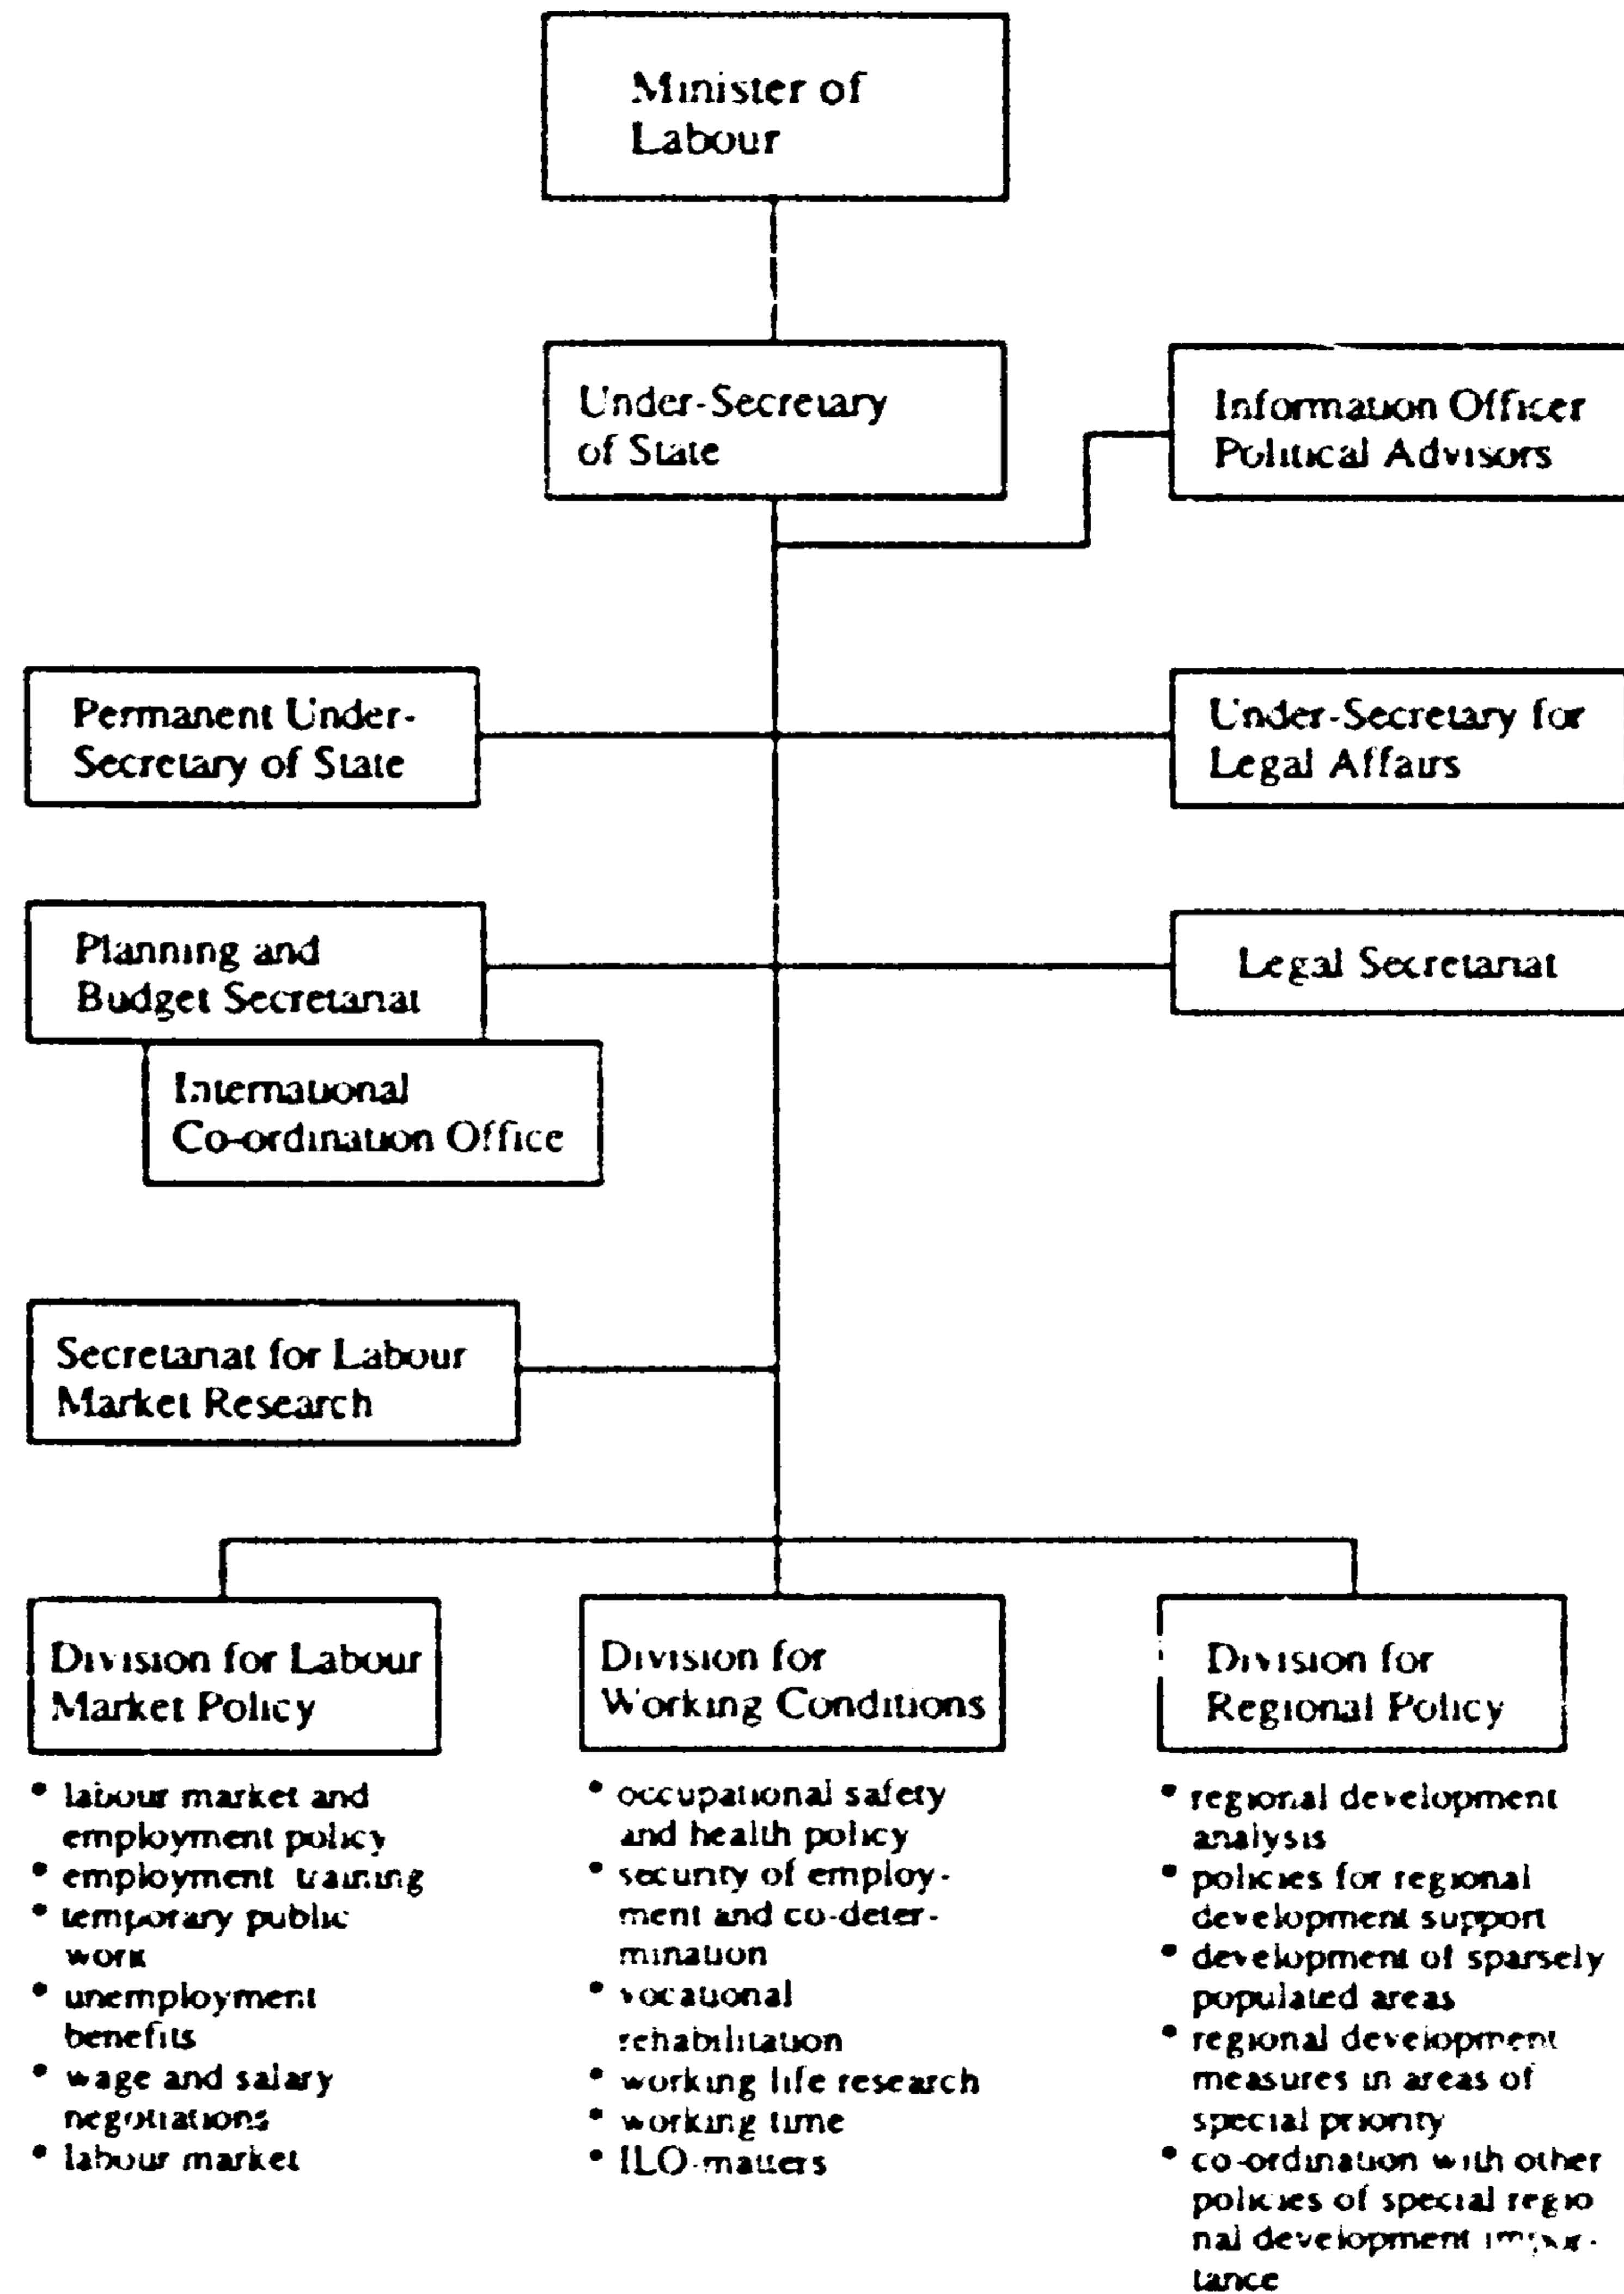 Minister of
Labour
Under-Secretary
of State
Information Officer
Political Advisors
Permanent Under-
Secretary of State
Under-Secretary for
Legal Affairs
Planning and
Budget Secretariat
Legal Secretariat
International
Co-ordination Office
Secretariat for Labour
Market Research
Division for Labour
Market Policy
• labour market and
employment policy
• employment training
• temporary public
work
• unemployment
benefits
• wage and salary
negotiations
• labour market
Division for
Working Conditions
• occupational safety
and health policy
• security of employ-
ment and co-deter-
mination
• vocational
rehabilitation
• working life research
• working time
• ILO-matters
Division for
Regional Policy
• regional development
analysis
• policies for regional
development support
• development of sparsely
populated areas
• regional development
measures in areas of
special priority
• co-ordination with other
policies of special regio
nal development impor-
tance